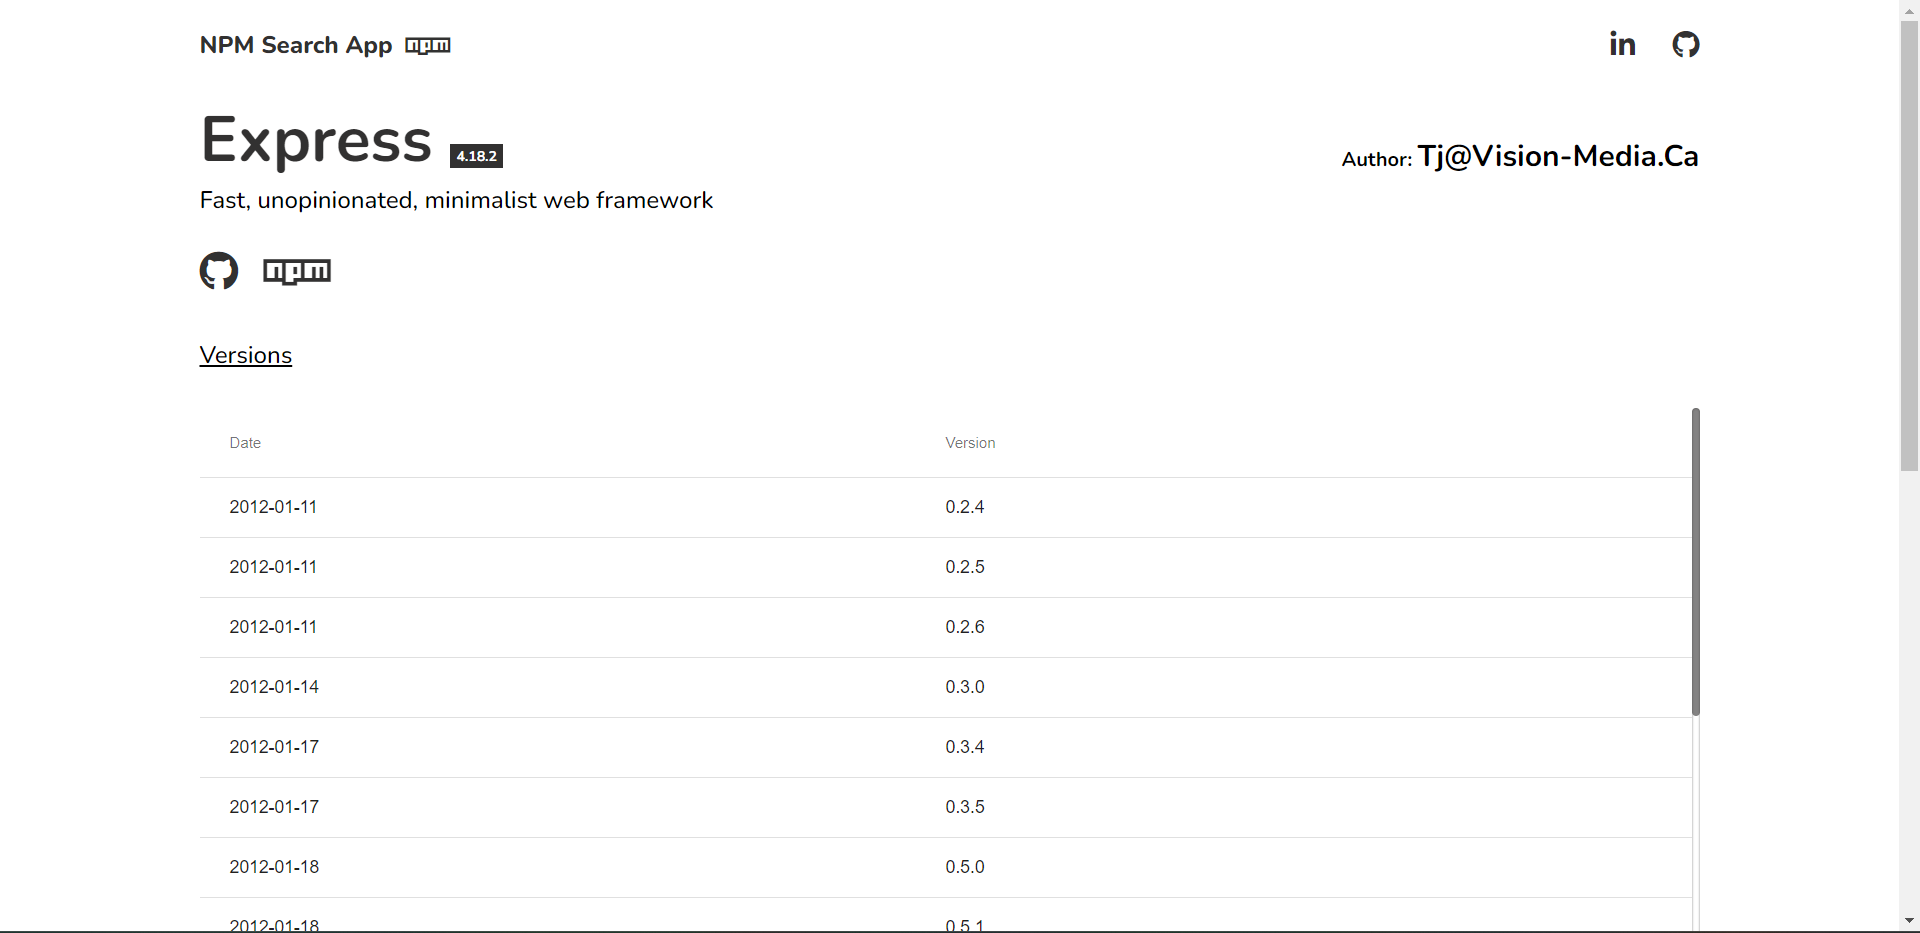 NPM Search App npm
in
Express 4.18.2
Author: Tj@Vision-Media.Ca
Fast, unopinionated, minimalist web framework
npm
Versions
Date Version
2012-01-11 0.2.4
2012-01-11 0.2.5
2012-01-11 0.2.6
2012-01-14 0.3.0
2012-01-17 0.3.4
2012-01-17 0.3.5
2012-01-18 0.5.0
2012-01-18 0.5.1